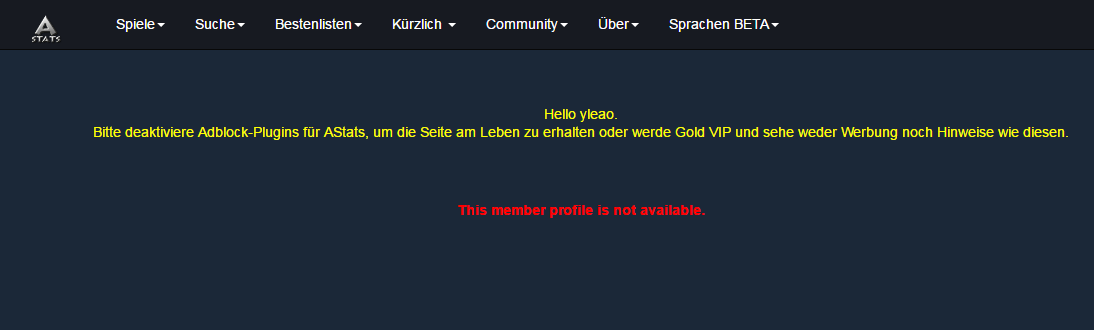 A
STATS
Spiele Suche Bestenlisten Kürzlich Community Über Sprachen BETA
Hello yleao.
Bitte deaktiviere Adblock-Plugins für AStats, um die Seite am Leben zu erhalten oder werde Gold VIP und sehe weder Werbung noch Hinweise wie diesen.
This member profile is not available.